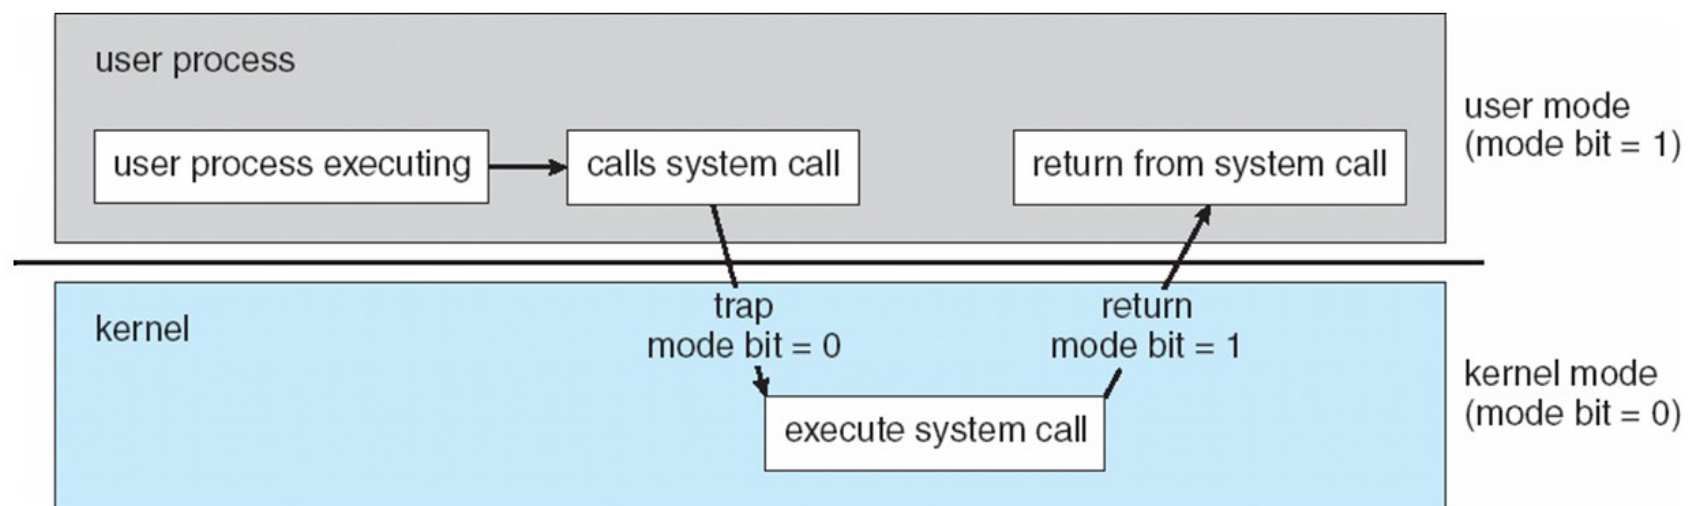 user process
user process executing
calls system call
return from system call
user mode
(mode bit = 1)
kernel
trap
mode bit = 0
return
mode bit = 1
execute system call
kernel mode
(mode bit = 0)